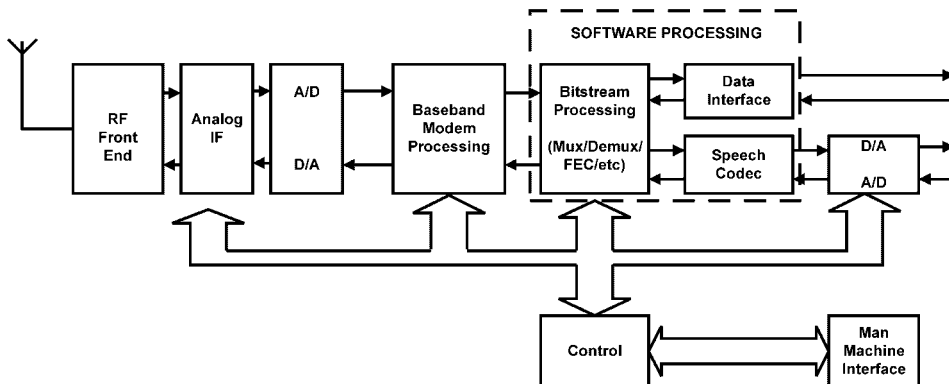 SOFTWARE PROCESSING
RF
Front
End
Analog
IF
A/D
D/A
Baseband
Modem
Processing
Bitstream
Processing
(Mux/Demux/
FEC/etc)
Data
Interface
Speech
Codec
D/A
A/D
Control
Man
Machine
Interface